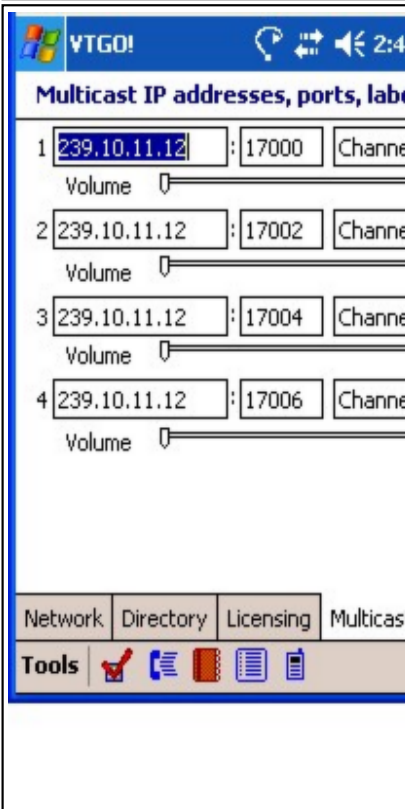 VTGO! 2:4
Multicast IP addresses, ports, labe
1 239.10.11.12 : 17000 Channe
Volume
2 239.10.11.12 : 17002 Channe
Volume
3 239.10.11.12 : 17004 Channe
Volume
4 239.10.11.12 : 17006 Channe
Volume
Network Directory Licensing Multicas
Tools